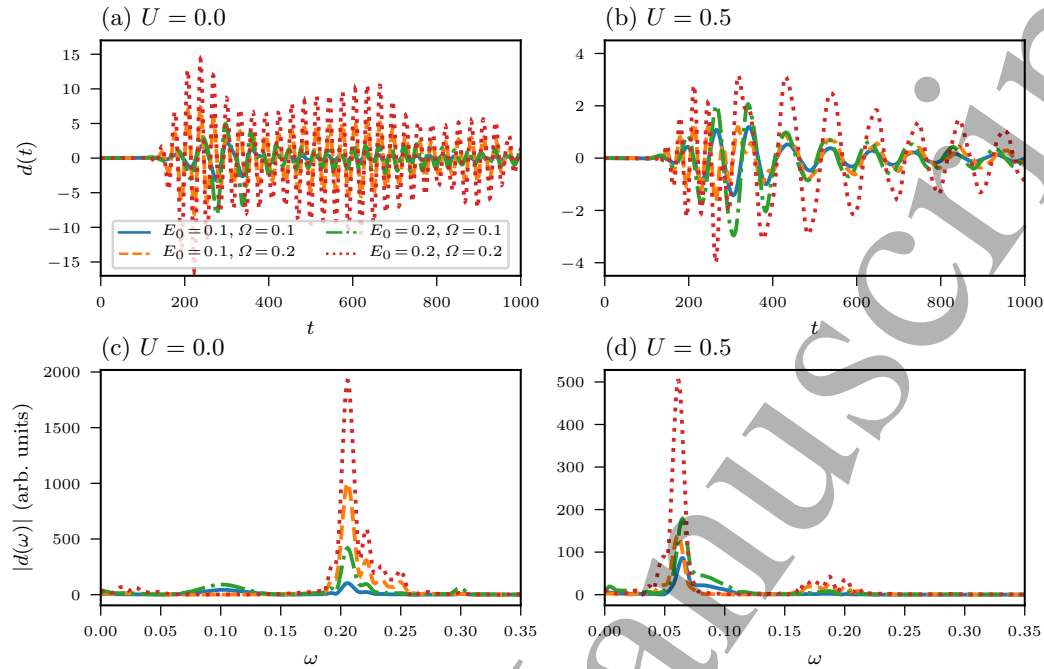 (a) U = 0.0
(b) U = 0.5
15
10
5
0
−5
−10
−15
d(t)
E₀=0.1, Ω=0.1
E₀=0.1, Ω=0.2
E₀=0.2, Ω=0.1
E₀=0.2, Ω=0.2
0 200 400 600 800 1000
t
4
2
0
−2
−4
0 200 400 600 800 1000
t
(c) U = 0.0
(d) U = 0.5
2000
1500
1000
500
0
|d(ω)| (arb. units)
0.00 0.05 0.10 0.15 0.20 0.25 0.30 0.35
ω
500
400
300
200
100
0
0.00 0.05 0.10 0.15 0.20 0.25 0.30 0.35
ω
anuscrip